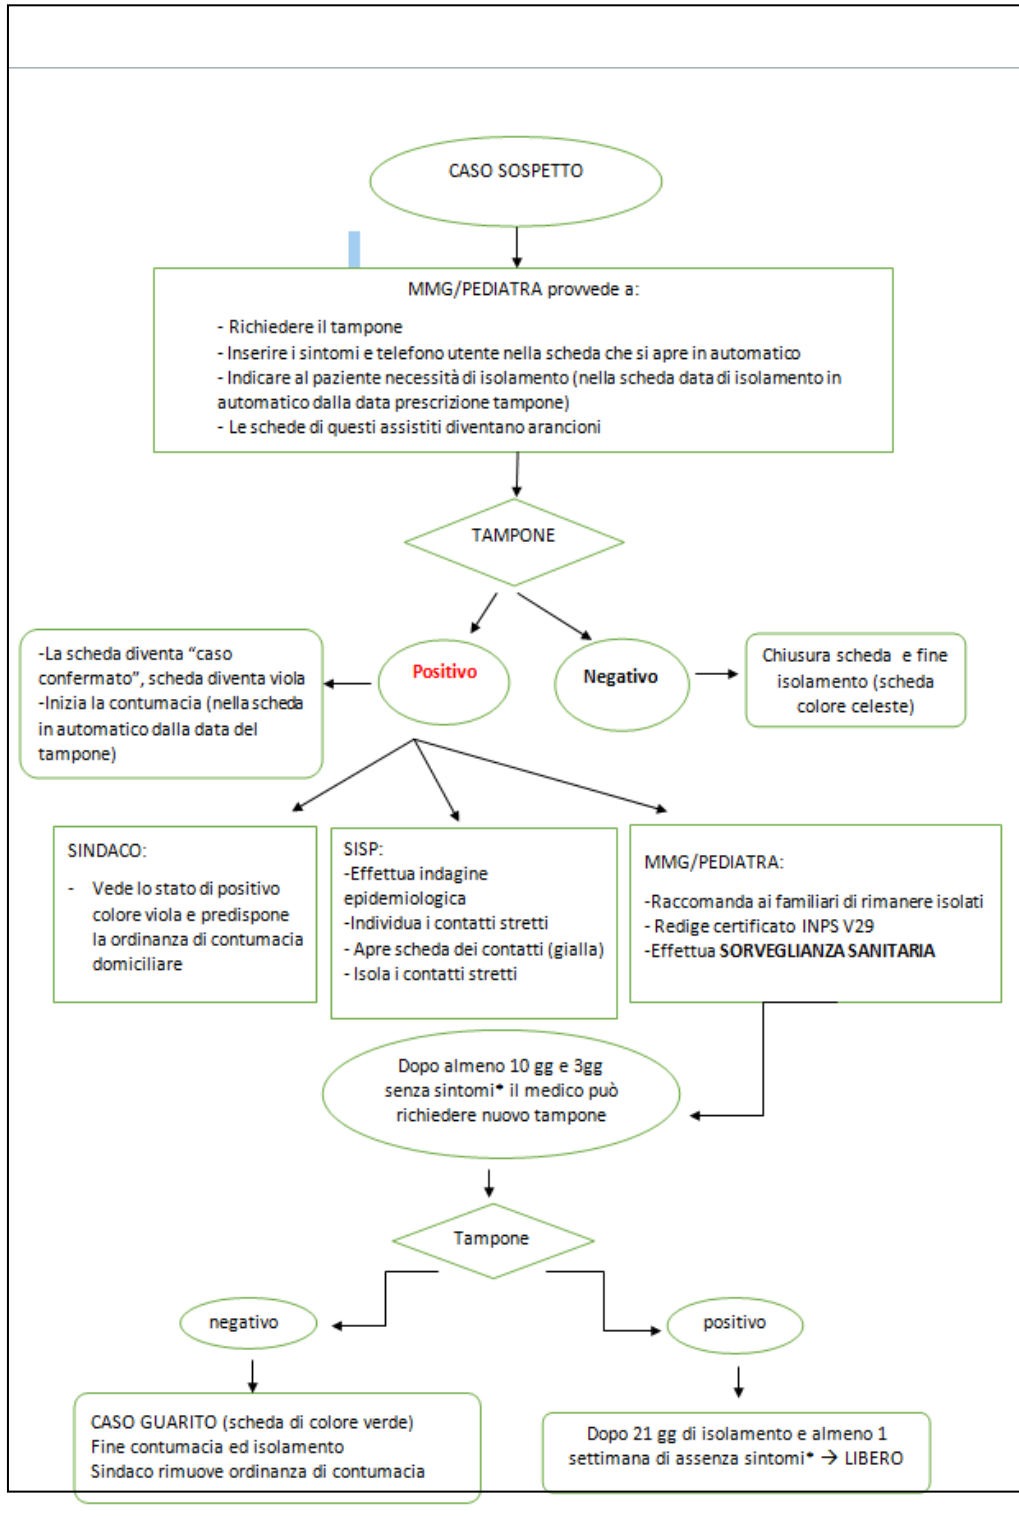 CASO SOSPETTO
MMG/PEDIATRA provvede a:
- Richiedere il tampone
- Inserire i sintomi e telefono utente nella scheda che si apre in automatico
- Indicare al paziente necessità di isolamento (nella scheda data di isolamento in
automatico dalla data prescrizione tampone)
- Le schede di questi assistiti diventano arancioni
TAMPONE
-La scheda diventa “caso
confermato”, scheda diventa viola
-Inizia la contumacia (nella scheda
in automatico dalla data del
tampone)
Positivo
Negativo
Chiusura scheda e fine
isolamento (scheda
colore celeste)
SINDACO:
- Vede lo stato di positivo
colore viola e predispone
la ordinanza di contumacia
domiciliare
SISP:
-Effettua indagine
epidemiologica
-Individua i contatti stretti
- Apre scheda dei contatti (gialla)
- Isola i contatti stretti
MMG/PEDIATRA:
-Raccomanda ai familiari di rimanere isolati
- Redige certificato INPS V29
-Effettua SORVEGLIANZA SANITARIA
Dopo almeno 10 gg e 3gg
senza sintomi* il medico può
richiedere nuovo tampone
Tampone
negativo
positivo
CASO GUARITO (scheda di colore verde)
Fine contumacia ed isolamento
Sindaco rimuove ordinanza di contumacia
Dopo 21 gg di isolamento e almeno 1
settimana di assenza sintomi* → LIBERO